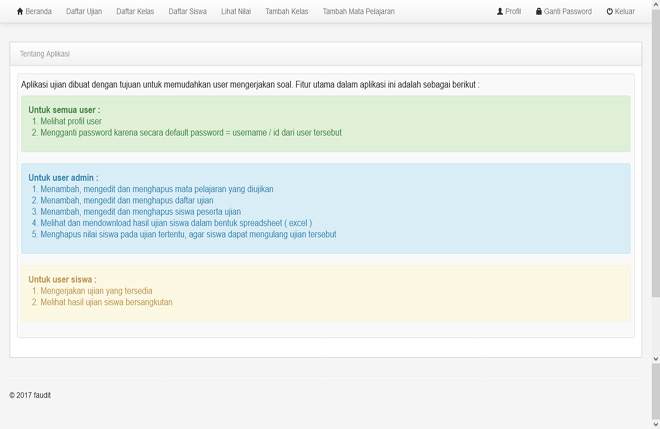 Beranda Daftar Ujian Daftar Kelas Daftar Siswa Lihat Nilai Tambah Kelas Tambah Mata Pelajaran Profil Ganti Password Keluar
Tentang Aplikasi
Aplikasi ujian dibuat dengan tujuan untuk memudahkan user mengerjakan soal. Fitur utama dalam aplikasi ini adalah sebagai berikut :
Untuk semua user :
1. Melihat profil user
2. Mengganti password karena secara default password = username / id dari user tersebut
Untuk user admin :
1. Menambah, mengedit dan menghapus mata pelajaran yang diujikan
2. Menambah, mengedit dan menghapus daftar ujian
3. Menambah, mengedit dan menghapus siswa peserta ujian
4. Melihat dan mendownload hasil ujian siswa dalam bentuk spreadsheet ( excel )
5. Menghapus nilai siswa pada ujian tertentu, agar siswa dapat mengulang ujian tersebut
Untuk user siswa :
1. Mengerjakan ujian yang tersedia
2. Melihat hasil ujian siswa bersangkutan
© 2017 faudit